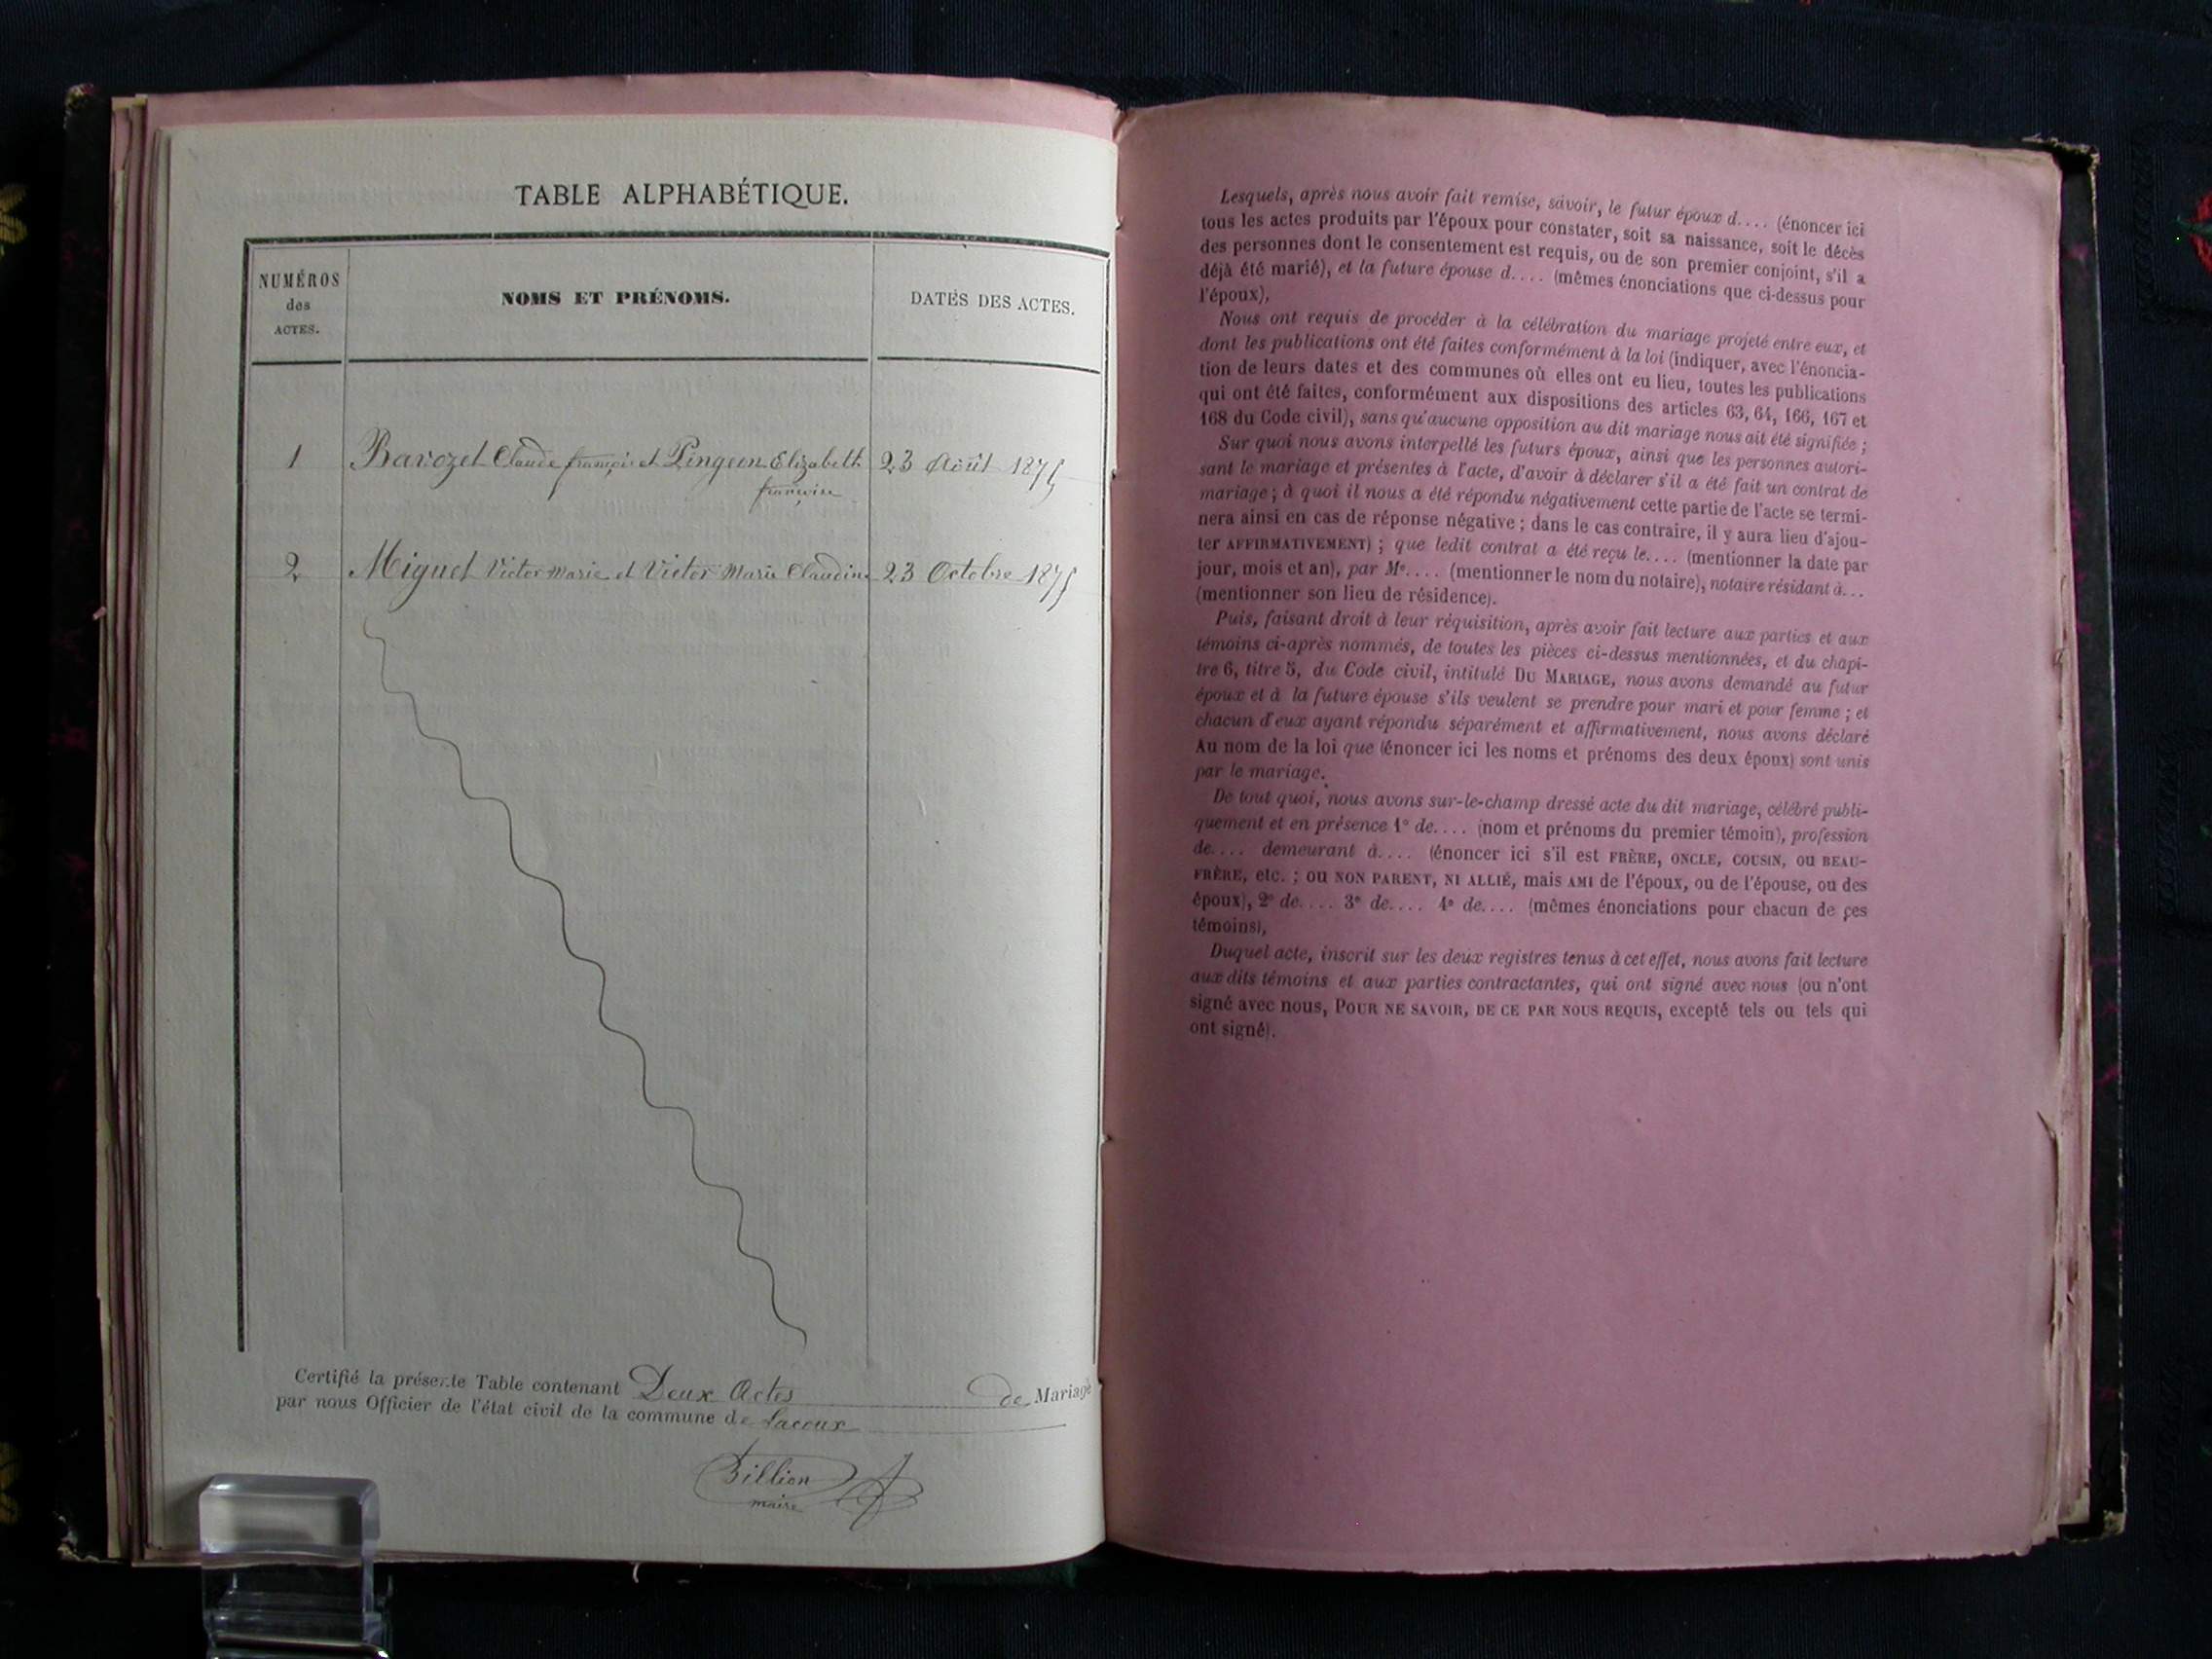 TABLE ALPHABÉTIQUE.
NUMÉROS
des
ACTES.
NOMS ET PRÉNOMS.
DATES DES ACTES.
1 Bavozet Claude françois et Pingeon Elizabeth 23 Août 1875
françoise
2 Miguet Victor Marie et Victor Marie Claudine 23 Octobre 1875
Certifié la présente Table contenant Deux Actes de Mariage
par nous Officier de l'état civil de la commune de Lacoux
Billion
maire
Lesquels, après nous avoir fait remise, savoir, le futur époux d.... (énoncer ici
tous les actes produits par l'époux pour constater, soit sa naissance, soit le décès
des personnes dont le consentement est requis, ou de son premier conjoint, s'il a
déjà été marié), et la future épouse d.... (mêmes énonciations que ci-dessus pour
l'époux),
Nous ont requis de procéder à la célébration du mariage projeté entre eux, et
dont les publications ont été faites conformément à la loi (indiquer, avec l'énoncia-
tion de leurs dates et des communes où elles ont eu lieu, toutes les publications
qui ont été faites, conformément aux dispositions des articles 63, 64, 166, 167 et
168 du Code civil), sans qu'aucune opposition au dit mariage nous ait été signifiée ;
Sur quoi nous avons interpellé les futurs époux, ainsi que les personnes autori-
sant le mariage et présentes à l'acte, d'avoir à déclarer s'il a été fait un contrat de
mariage ; à quoi il nous a été répondu négativement cette partie de l'acte se termi-
nera ainsi en cas de réponse négative ; dans le cas contraire, il y aura lieu d'ajou-
ter AFFIRMATIVEMENT) ; que ledit contrat a été reçu le.... (mentionner la date par
jour, mois et an), par Me.... (mentionner le nom du notaire), notaire résidant à...
(mentionner son lieu de résidence).
Puis, faisant droit à leur réquisition, après avoir fait lecture aux parties et aux
témoins ci-après nommés, de toutes les pièces ci-dessus mentionnées, et du chapi-
tre 6, titre 5, du Code civil, intitulé DU MARIAGE, nous avons demandé au futur
époux et à la future épouse s'ils veulent se prendre pour mari et pour femme ; et
chacun d'eux ayant répondu séparément et affirmativement, nous avons déclaré
Au nom de la loi que (énoncer ici les noms et prénoms des deux époux) sont unis
par le mariage.
De tout quoi, nous avons sur-le-champ dressé acte du dit mariage, célébré publi-
quement et en présence 1° de.... (nom et prénoms du premier témoin), profession
de.... demeurant à.... (énoncer ici s'il est FRÈRE, ONCLE, COUSIN, ou BEAU-
FRÈRE, etc. ; ou NON PARENT, NI ALLIÉ, mais AMI de l'époux, ou de l'épouse, ou des
époux), 2° de.... 3° de.... 4° de.... (mêmes énonciations pour chacun de ces
témoins),
Duquel acte, inscrit sur les deux registres tenus à cet effet, nous avons fait lecture
aux dits témoins et aux parties contractantes, qui ont signé avec nous (ou n'ont
signé avec nous, POUR NE SAVOIR, DE CE PAR NOUS REQUIS, excepté tels ou tels qui
ont signé).